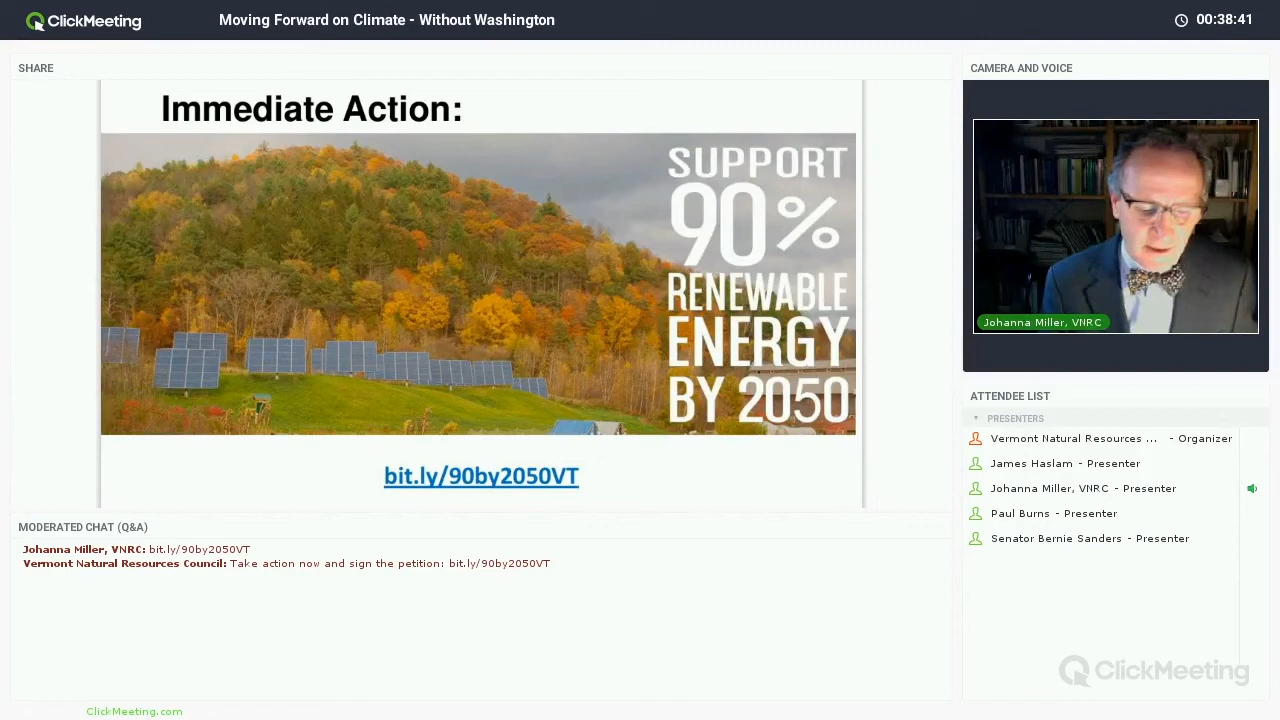 ClickMeeting
Moving Forward on Climate - Without Washington
00:38:41
SHARE
Immediate Action:
SUPPORT
90%
RENEWABLE
ENERGY
BY 2050
bit.ly/90by2050VT
MODERATED CHAT (Q&A)
Johanna Miller, VNRC: bit.ly/90by2050VT
Vermont Natural Resources Council: Take action now and sign the petition: bit.ly/90by2050VT
ClickMeeting.com
CAMERA AND VOICE
Johanna Miller, VNRC
ATTENDEE LIST
PRESENTERS
Vermont Natural Resources ... - Organizer
James Haslam - Presenter
Johanna Miller, VNRC - Presenter
Paul Burns - Presenter
Senator Bernie Sanders - Presenter
ClickMeeting